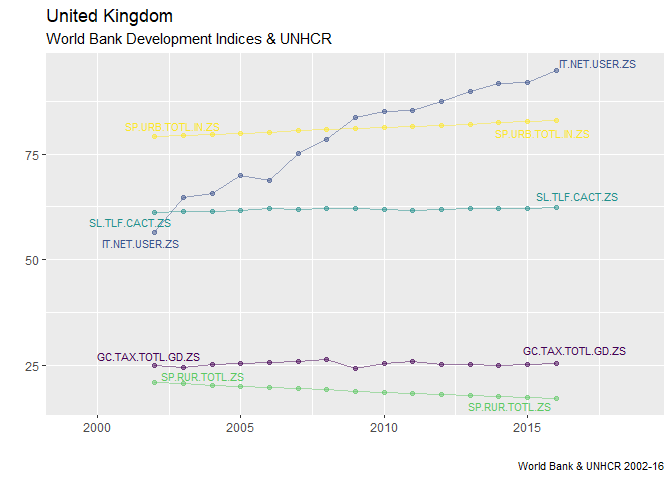 United Kingdom
World Bank Development Indices & UNHCR
IT.NET.USER.ZS
SP.URB.TOTL.IN.ZS
SP.URB.TOTL.IN.ZS
75
SL.TLF.CACT.ZS
SL.TLF.CACT.ZS
IT.NET.USER.ZS
50
GC.TAX.TOTL.GD.ZS
GC.TAX.TOTL.GD.ZS
25
SP.RUR.TOTL.ZS
SP.RUR.TOTL.ZS
2000
2005
2010
2015
World Bank & UNHCR 2002-16